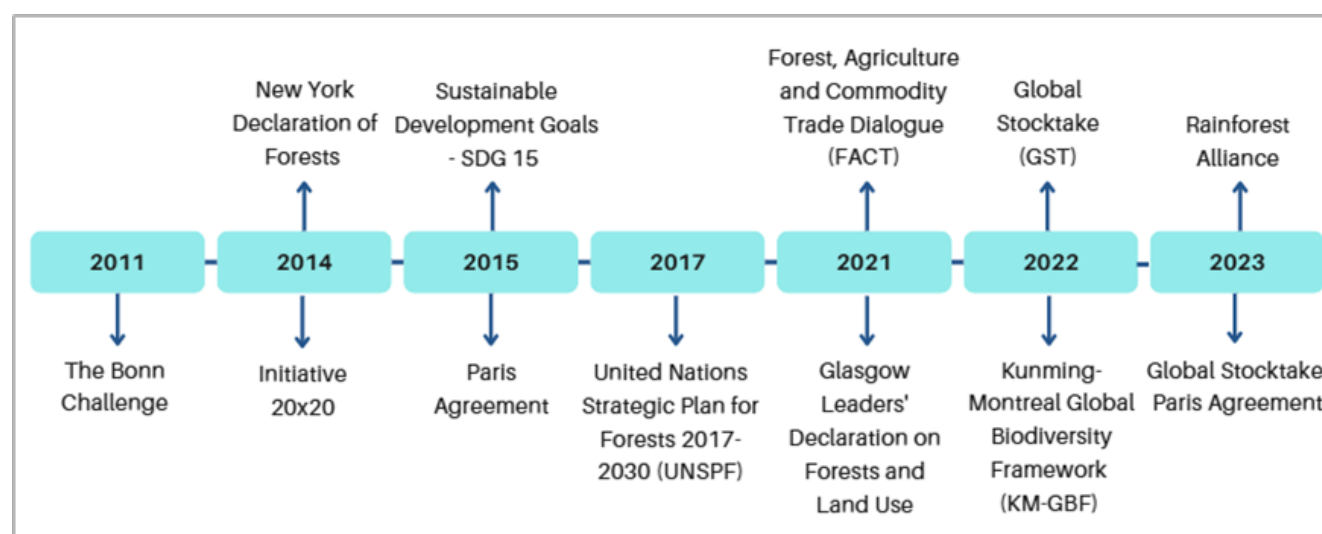 New York
Declaration of
Forests
Sustainable
Development Goals
- SDG 15
Forest, Agriculture
and Commodity
Trade Dialogue
(FACT)
Global
Stocktake
(GST)
Rainforest
Alliance
2011
2014
2015
2017
2021
2022
2023
The Bonn
Challenge
Initiative
20x20
Paris
Agreement
United Nations
Strategic Plan for
Forests 2017-
2030 (UNSPF)
Glasgow
Leaders'
Declaration on
Forests and
Land Use
Kunming-
Montreal Global
Biodiversity
Framework
(KM-GBF)
Global Stocktake
Paris Agreement